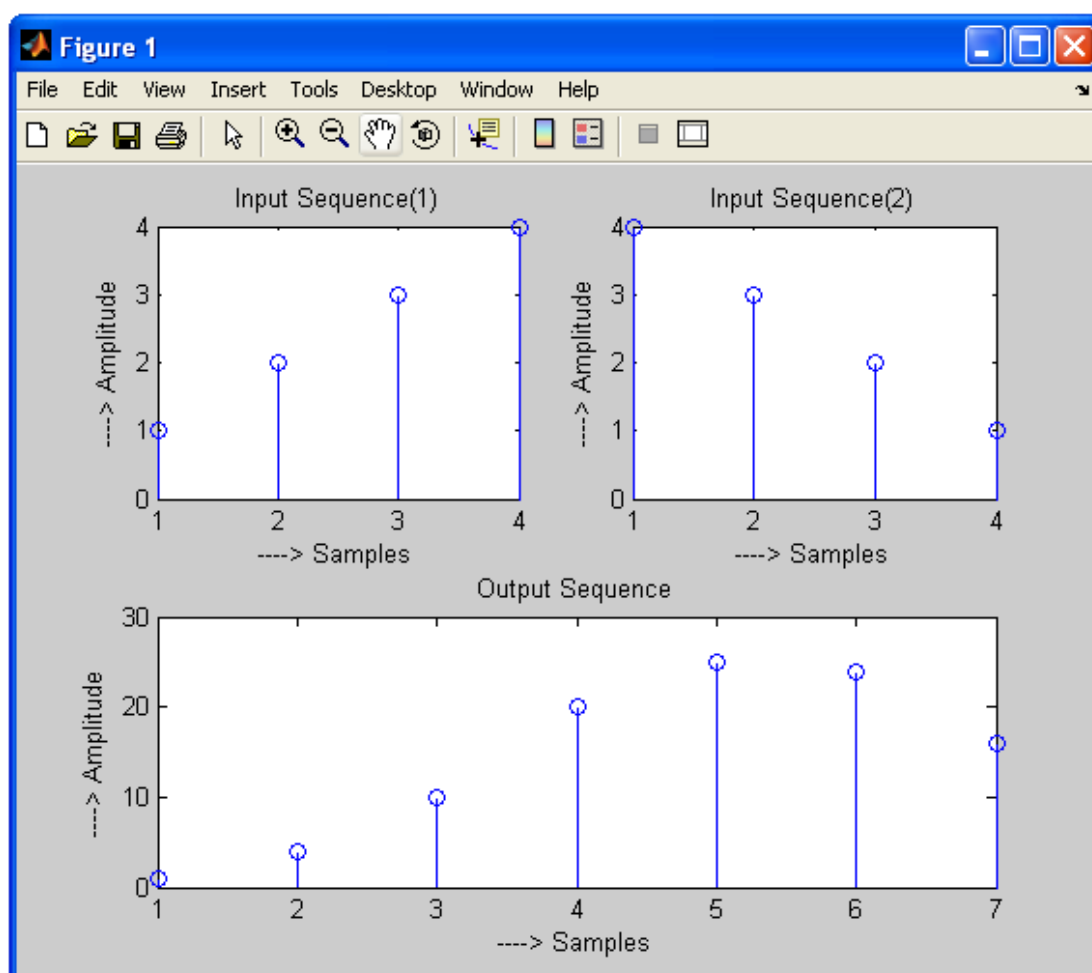 Figure 1
File Edit View Insert Tools Desktop Window Help
Input Sequence(1)
4
3
2
1
0
----> Amplitude
1 2 3 4
----> Samples
Input Sequence(2)
4
3
2
1
0
----> Amplitude
1 2 3 4
----> Samples
Output Sequence
30
20
10
0
----> Amplitude
1 2 3 4 5 6 7
----> Samples